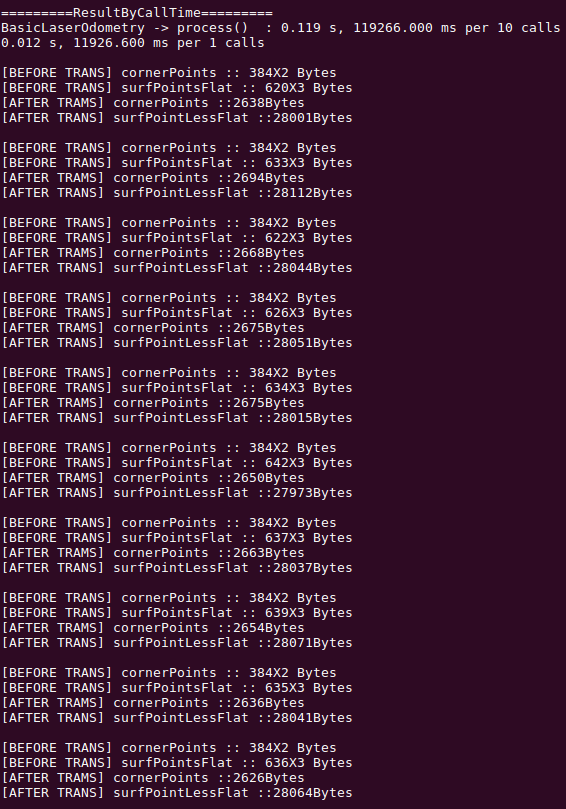 =========ResultByCallTime=========
BasicLaserOdometry -> process()  : 0.119 s, 119266.000 ms per 10 calls
0.012 s, 11926.600 ms per 1 calls
[BEFORE TRANS] cornerPoints :: 384X2 Bytes
[BEFORE TRANS] surfPointsFlat :: 620X3 Bytes
[AFTER TRAMS] cornerPoints ::2638Bytes
[AFTER TRANS] surfPointLessFlat ::28001Bytes
[BEFORE TRANS] cornerPoints :: 384X2 Bytes
[BEFORE TRANS] surfPointsFlat :: 633X3 Bytes
[AFTER TRAMS] cornerPoints ::2694Bytes
[AFTER TRANS] surfPointLessFlat ::28112Bytes
[BEFORE TRANS] cornerPoints :: 384X2 Bytes
[BEFORE TRANS] surfPointsFlat :: 622X3 Bytes
[AFTER TRAMS] cornerPoints ::2668Bytes
[AFTER TRANS] surfPointLessFlat ::28044Bytes
[BEFORE TRANS] cornerPoints :: 384X2 Bytes
[BEFORE TRANS] surfPointsFlat :: 626X3 Bytes
[AFTER TRAMS] cornerPoints ::2675Bytes
[AFTER TRANS] surfPointLessFlat ::28051Bytes
[BEFORE TRANS] cornerPoints :: 384X2 Bytes
[BEFORE TRANS] surfPointsFlat :: 634X3 Bytes
[AFTER TRAMS] cornerPoints ::2675Bytes
[AFTER TRANS] surfPointLessFlat ::28015Bytes
[BEFORE TRANS] cornerPoints :: 384X2 Bytes
[BEFORE TRANS] surfPointsFlat :: 642X3 Bytes
[AFTER TRAMS] cornerPoints ::2650Bytes
[AFTER TRANS] surfPointLessFlat ::27973Bytes
[BEFORE TRANS] cornerPoints :: 384X2 Bytes
[BEFORE TRANS] surfPointsFlat :: 637X3 Bytes
[AFTER TRAMS] cornerPoints ::2663Bytes
[AFTER TRANS] surfPointLessFlat ::28037Bytes
[BEFORE TRANS] cornerPoints :: 384X2 Bytes
[BEFORE TRANS] surfPointsFlat :: 639X3 Bytes
[AFTER TRAMS] cornerPoints ::2654Bytes
[AFTER TRANS] surfPointLessFlat ::28071Bytes
[BEFORE TRANS] cornerPoints :: 384X2 Bytes
[BEFORE TRANS] surfPointsFlat :: 635X3 Bytes
[AFTER TRAMS] cornerPoints ::2636Bytes
[AFTER TRANS] surfPointLessFlat ::28041Bytes
[BEFORE TRANS] cornerPoints :: 384X2 Bytes
[BEFORE TRANS] surfPointsFlat :: 636X3 Bytes
[AFTER TRAMS] cornerPoints ::2626Bytes
[AFTER TRANS] surfPointLessFlat ::28064Bytes